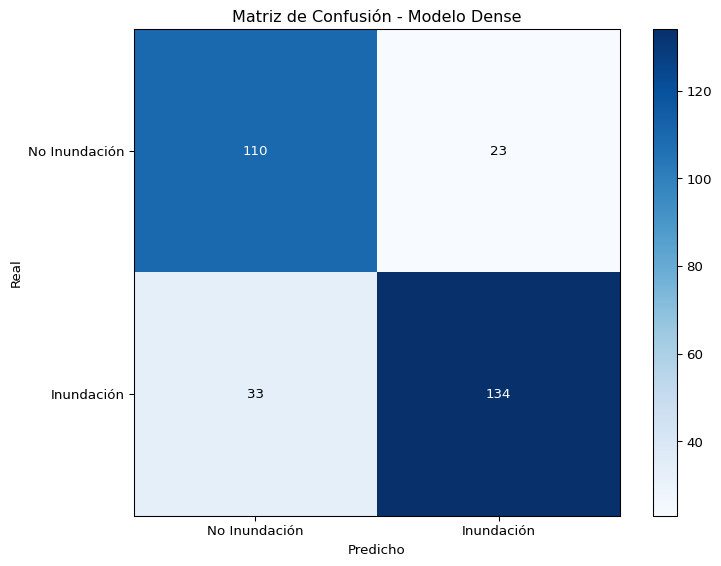 Matriz de Confusión - Modelo Dense
No Inundación
110
23
Inundación
33
134
Real
No Inundación
Inundación
Predicho
120
100
80
60
40